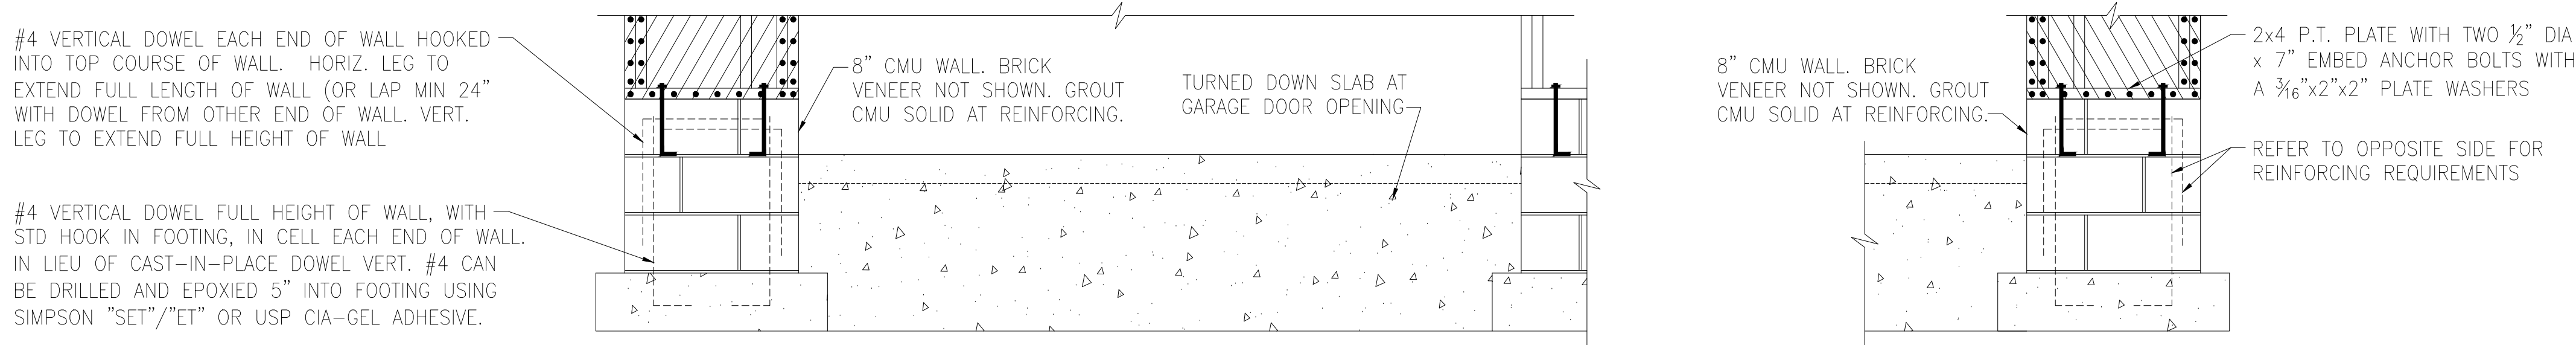 #4 VERTICAL DOWEL EACH END OF WALL HOOKED
INTO TOP COURSE OF WALL. HORIZ. LEG TO
EXTEND FULL LENGTH OF WALL (OR LAP MIN 24"
WITH DOWEL FROM OTHER END OF WALL. VERT.
LEG TO EXTEND FULL HEIGHT OF WALL
#4 VERTICAL DOWEL FULL HEIGHT OF WALL, WITH
STD HOOK IN FOOTING, IN CELL EACH END OF WALL.
IN LIEU OF CAST-IN-PLACE DOWEL VERT. #4 CAN
BE DRILLED AND EPOXIED 5" INTO FOOTING USING
SIMPSON "SET"/"ET" OR USP CIA-GEL ADHESIVE.
8" CMU WALL. BRICK
VENEER NOT SHOWN. GROUT
CMU SOLID AT REINFORCING.
TURNED DOWN SLAB AT
GARAGE DOOR OPENING
8" CMU WALL. BRICK
VENEER NOT SHOWN. GROUT
CMU SOLID AT REINFORCING.
2x4 P.T. PLATE WITH TWO ½" DIA
x 7" EMBED ANCHOR BOLTS WITH
A 3⁄16"x2"x2" PLATE WASHERS
REFER TO OPPOSITE SIDE FOR
REINFORCING REQUIREMENTS